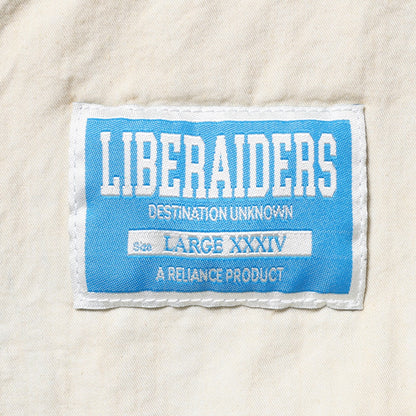 LIBERAIDERS
DESTINATION UNKNOWN
Size LARGE XXXIV
A RELIANCE PRODUCT